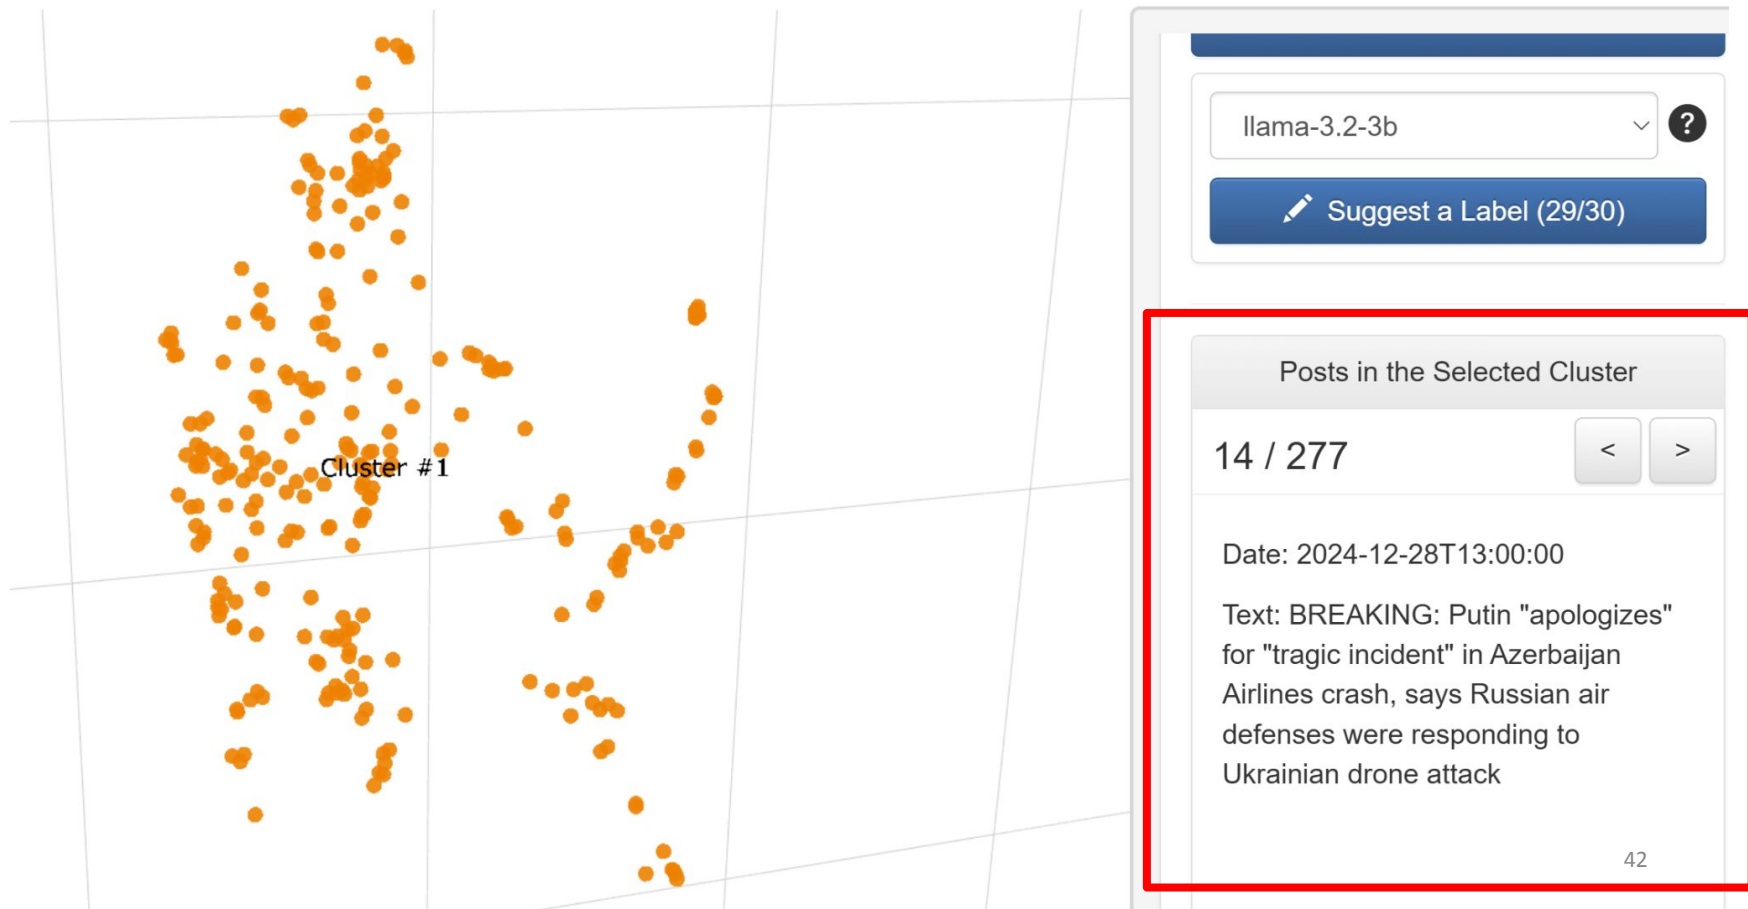 Cluster #1
llama-3.2-3b
?
Suggest a Label (29/30)
Posts in the Selected Cluster
14 / 277
< >
Date: 2024-12-28T13:00:00
Text: BREAKING: Putin "apologizes"
for "tragic incident" in Azerbaijan
Airlines crash, says Russian air
defenses were responding to
Ukrainian drone attack
42